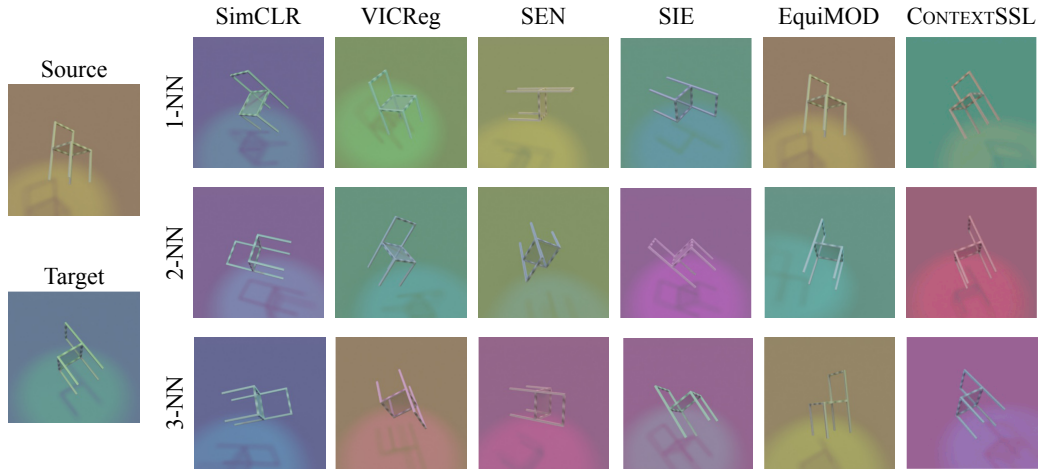 SimCLR VICReg SEN SIE EquiMOD CONTEXTSSL
Source
1-NN
2-NN
Target
3-NN